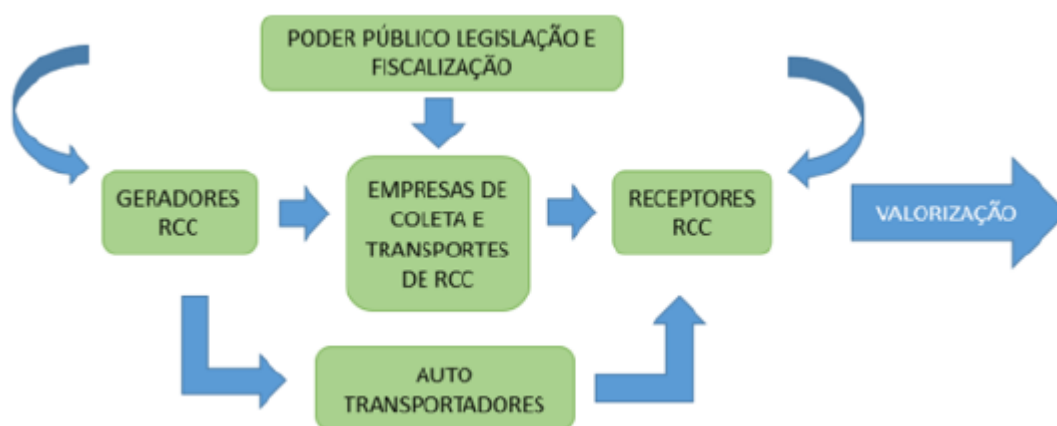 PODER PÚBLICO LEGISLAÇÃO E
FISCALIZAÇÃO
GERADORES
RCC
EMPRESAS DE
COLETA E
TRANSPORTES
DE RCC
RECEPTORES
RCC
VALORIZAÇÃO
AUTO
TRANSPORTADORES